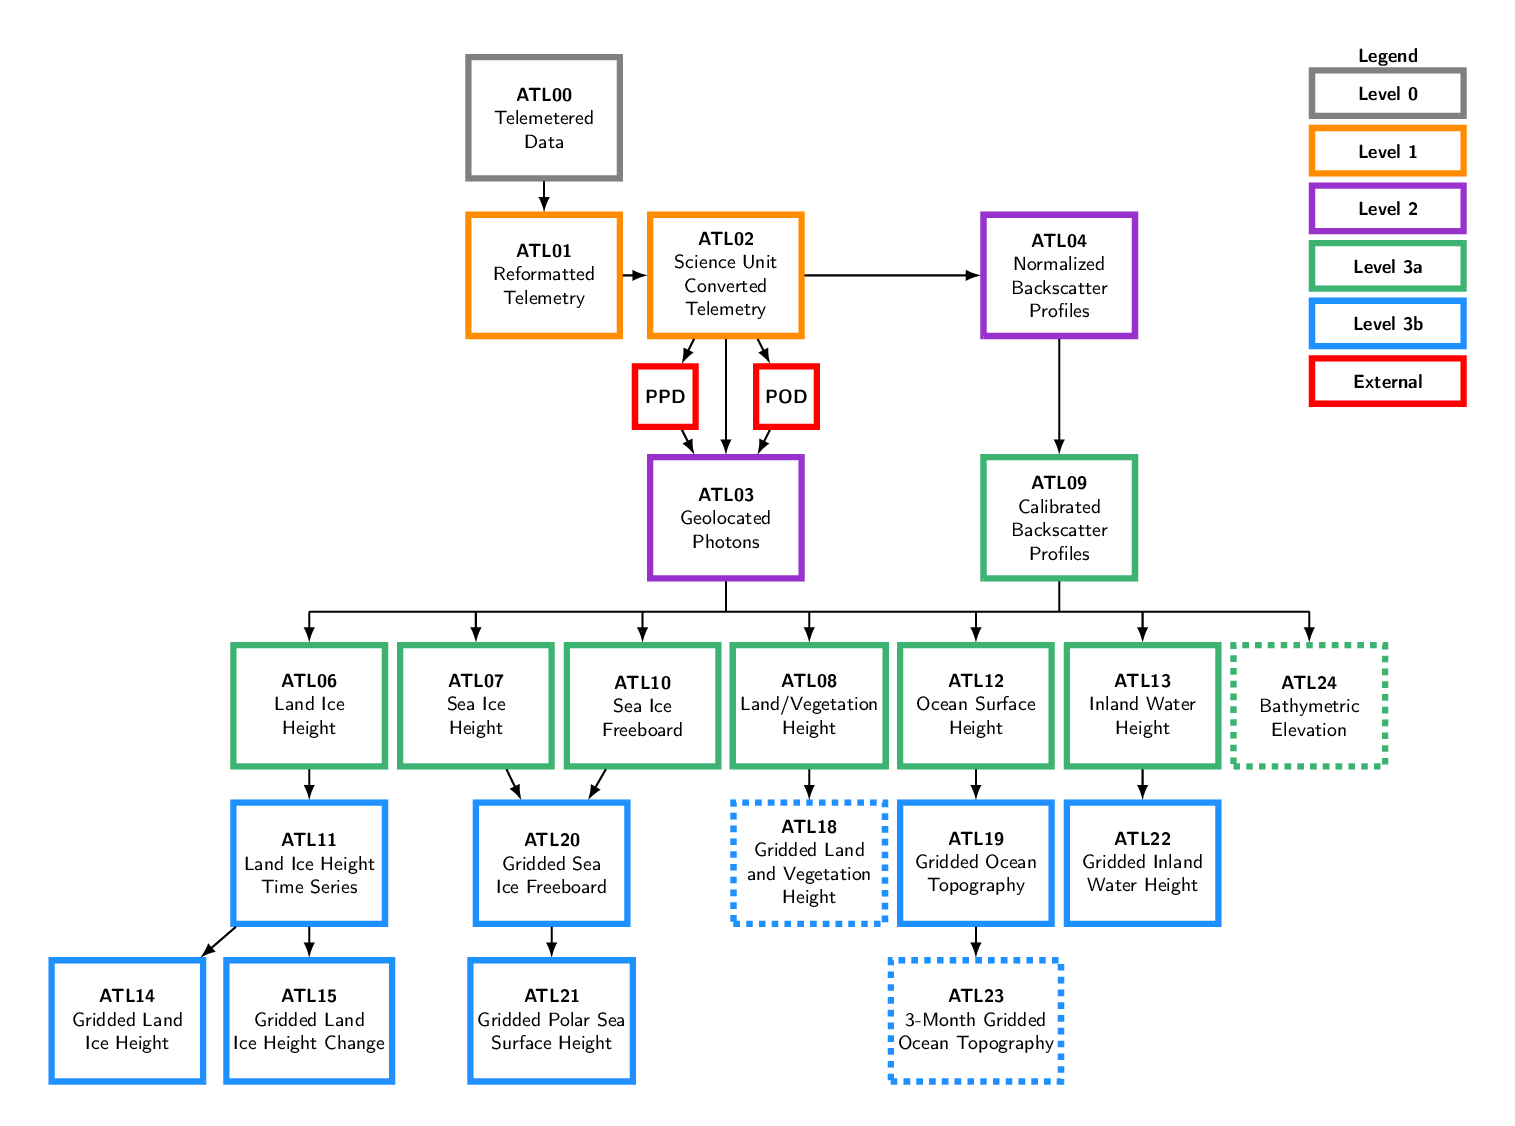 Legend
Level 0
Level 1
Level 2
Level 3a
Level 3b
External
ATL00
Telemetered
Data
ATL01
Reformatted
Telemetry
ATL02
Science Unit
Converted
Telemetry
ATL04
Normalized
Backscatter
Profiles
PPD
POD
ATL03
Geolocated
Photons
ATL09
Calibrated
Backscatter
Profiles
ATL06
Land Ice
Height
ATL07
Sea Ice
Height
ATL10
Sea Ice
Freeboard
ATL08
Land/Vegetation
Height
ATL12
Ocean Surface
Height
ATL13
Inland Water
Height
ATL24
Bathymetric
Elevation
ATL11
Land Ice Height
Time Series
ATL20
Gridded Sea
Ice Freeboard
ATL18
Gridded Land
and Vegetation
Height
ATL19
Gridded Ocean
Topography
ATL22
Gridded Inland
Water Height
ATL14
Gridded Land
Ice Height
ATL15
Gridded Land
Ice Height Change
ATL21
Gridded Polar Sea
Surface Height
ATL23
3-Month Gridded
Ocean Topography